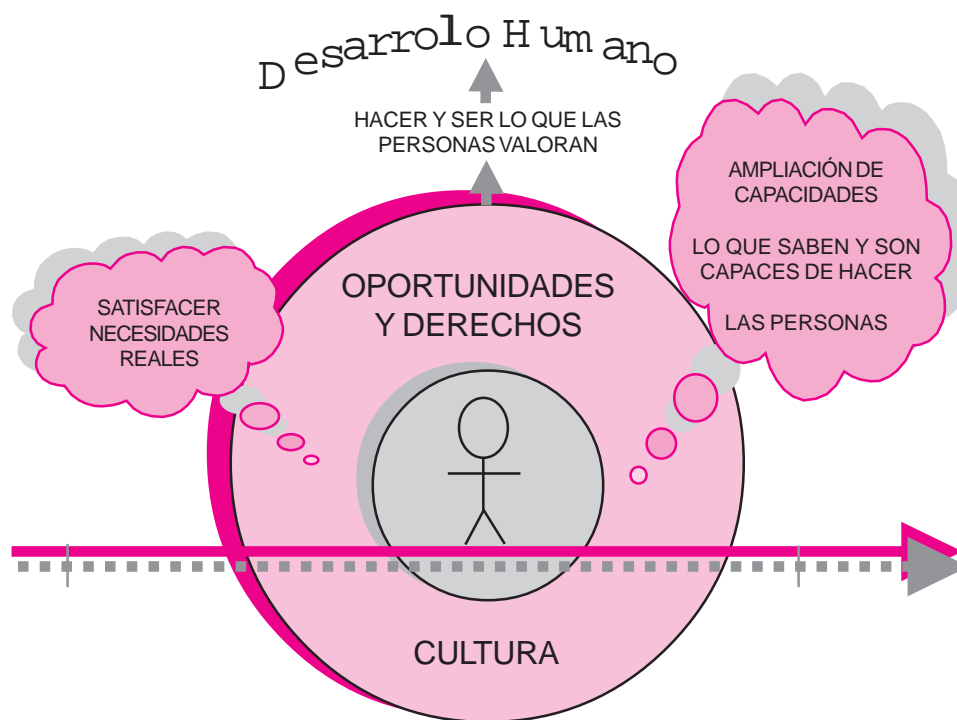 Desarrolo Humano
HACER Y SER LO QUE LAS
PERSONAS VALORAN
AMPLIACIÓN DE
CAPACIDADES
LO QUE SABEN Y SON
CAPACES DE HACER
LAS PERSONAS
SATISFACER
NECESIDADES
REALES
OPORTUNIDADES
Y DERECHOS
CULTURA